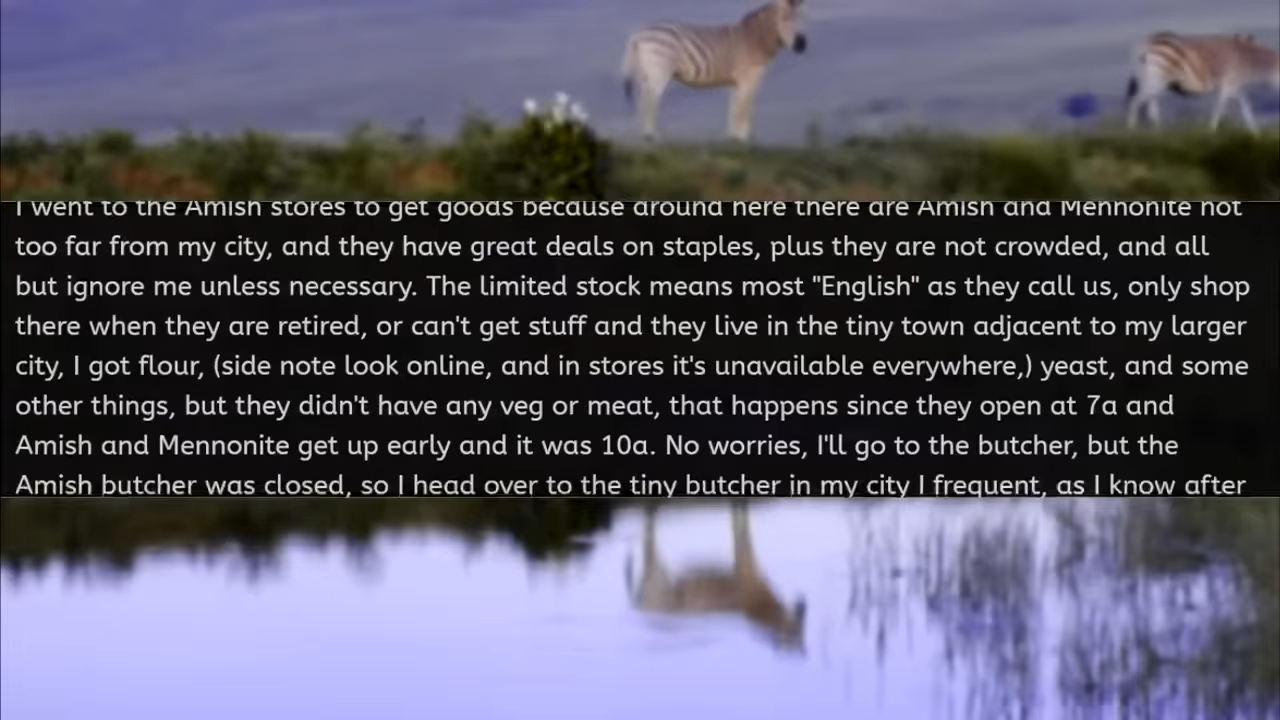 I went to the Amish stores to get goods because around here there are Amish and Mennonite not
too far from my city, and they have great deals on staples, plus they are not crowded, and all
but ignore me unless necessary. The limited stock means most "English" as they call us, only shop
there when they are retired, or can't get stuff and they live in the tiny town adjacent to my larger
city, I got flour, (side note look online, and in stores it's unavailable everywhere,) yeast, and some
other things, but they didn't have any veg or meat, that happens since they open at 7a and
Amish and Mennonite get up early and it was 10a. No worries, I'll go to the butcher, but the
Amish butcher was closed, so I head over to the tiny butcher in my city I frequent, as I know after